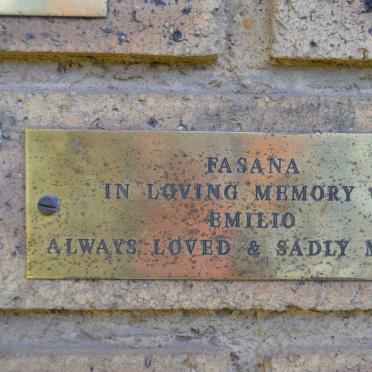 FASANA
IN LOVING MEMORY
EMILIO
ALWAYS LOVED & SADLY